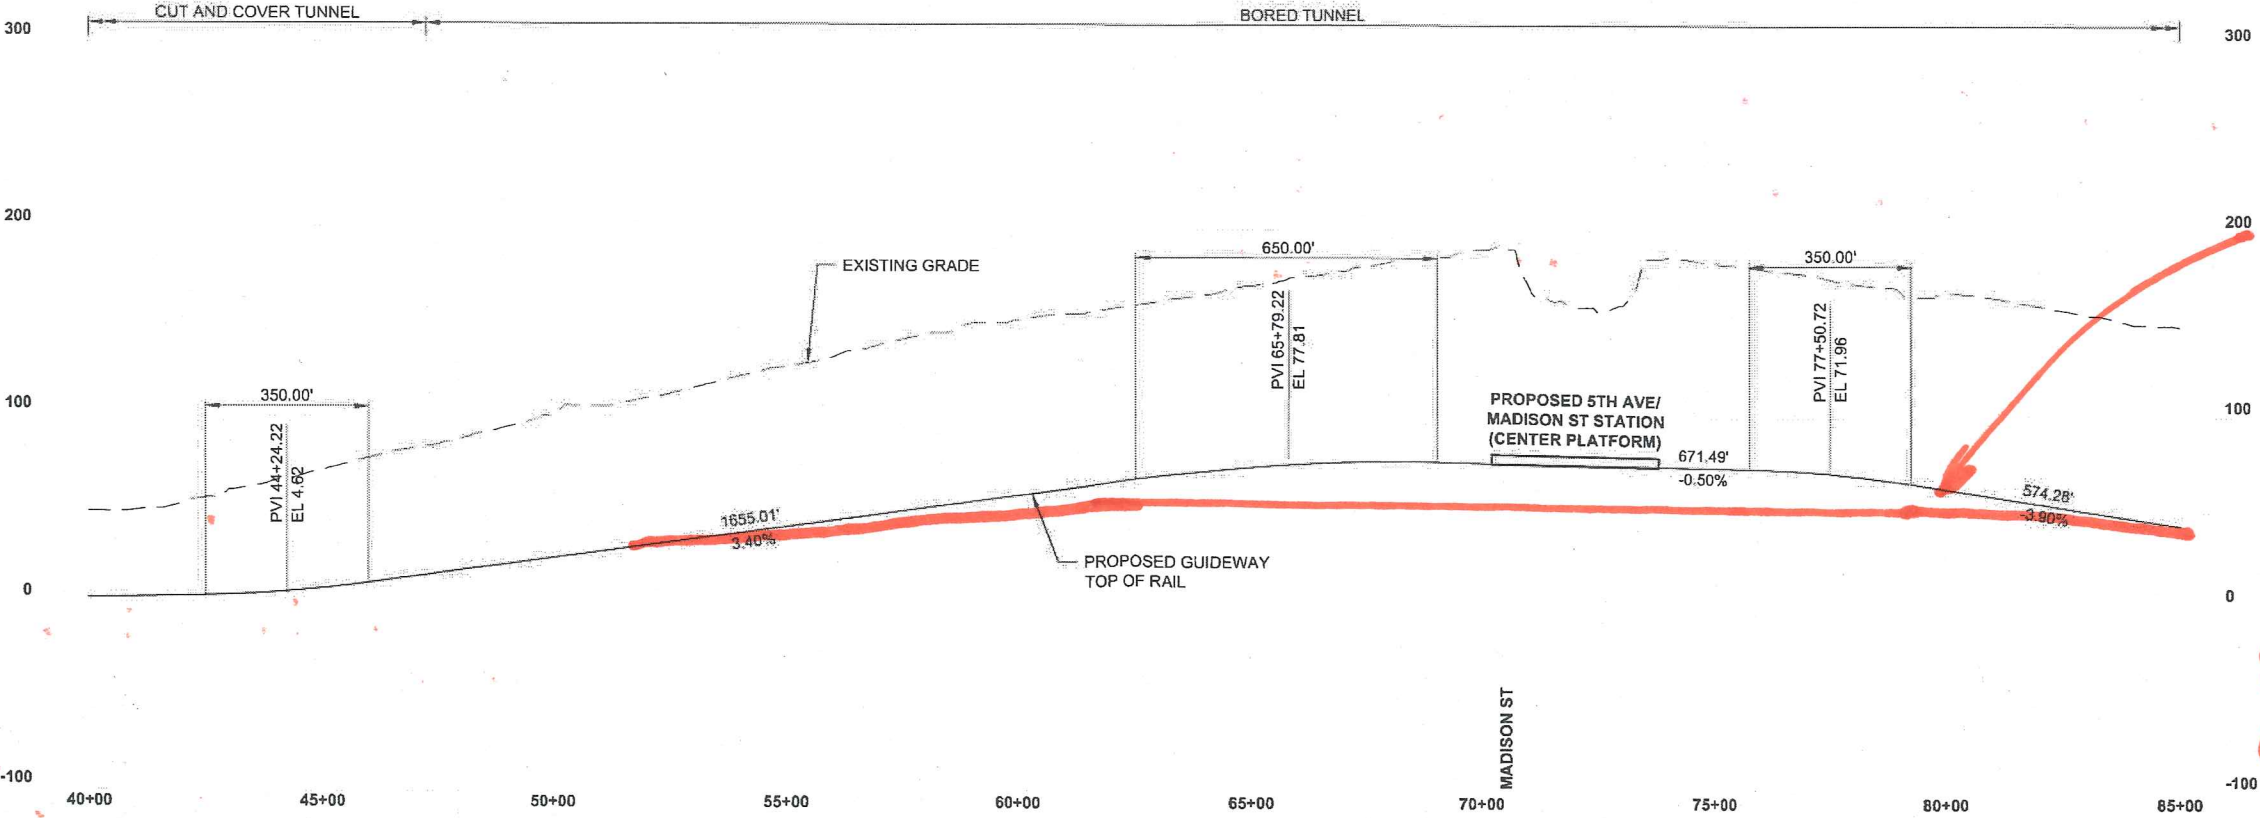 CUT AND COVER TUNNEL
BORED TUNNEL
300
300
200
200
650.00'
350.00'
EXISTING GRADE
PVI 65+79.22
EL 77.81
PVI 77+50.72
EL 71.96
100
100
350.00'
PROPOSED 5TH AVE/
MADISON ST STATION
(CENTER PLATFORM)
PVI 44+24.22
EL 4.62
671.49'
-0.50%
574.28'
-3.90%
1655.01'
3.40%
PROPOSED GUIDEWAY
TOP OF RAIL
0
0
MADISON ST
-100
-100
40+00
45+00
50+00
55+00
60+00
65+00
70+00
75+00
80+00
85+00